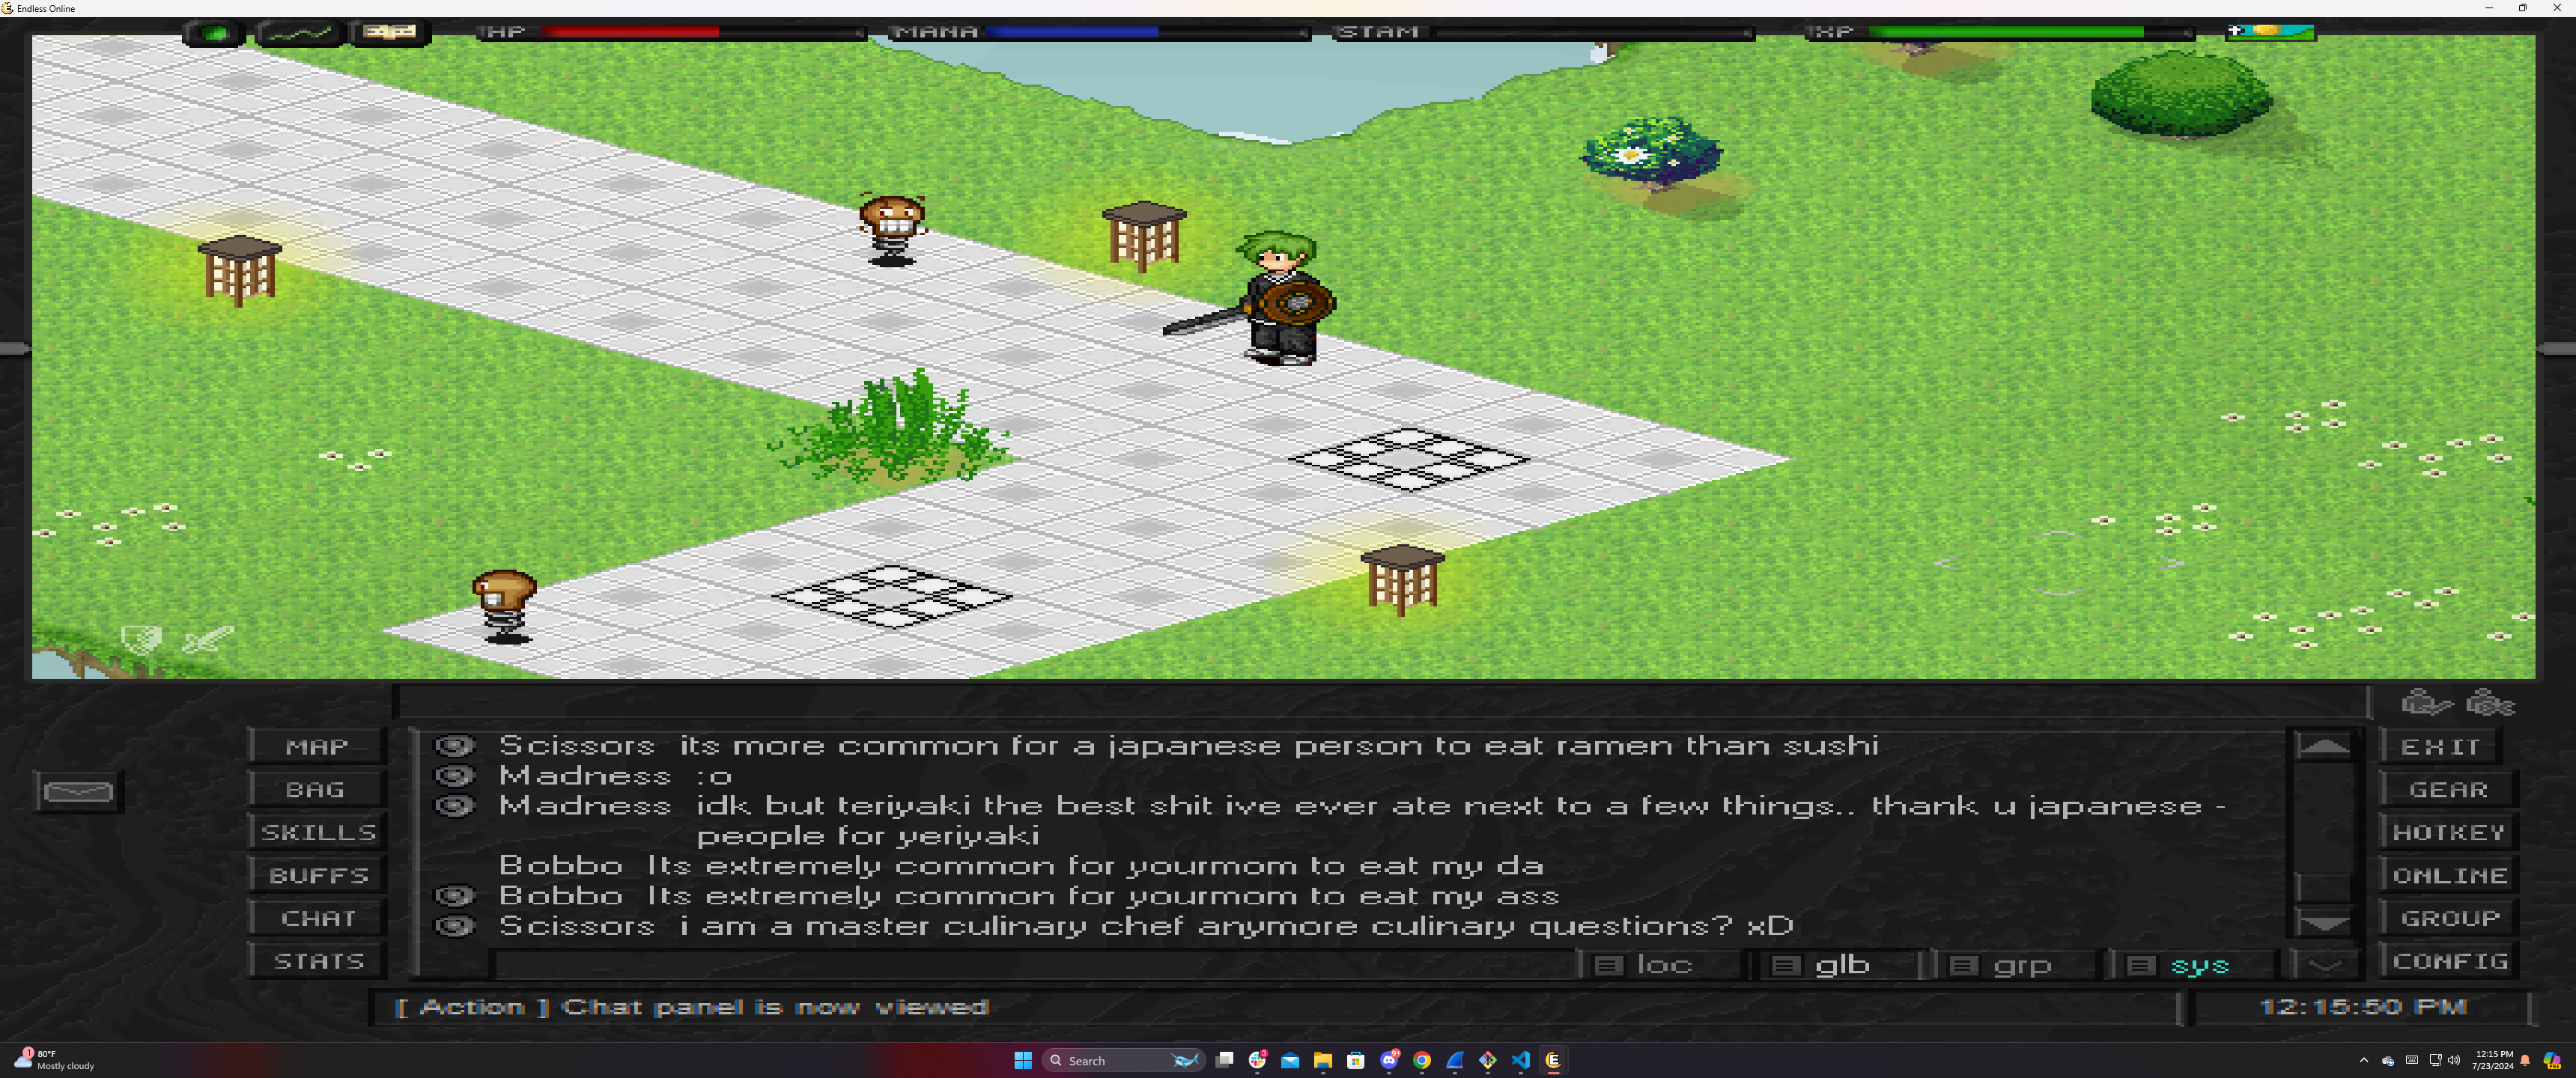 Endless Online
HP
MANA
STAM
XP
MAP
BAG
SKILLS
BUFFS
CHAT
STATS
Scissors its more common for a japanese person to eat ramen than sushi
Madness :o
Madness idk but teriyaki the best shit ive ever ate next to a few things.. thank u japanese -
people for yeriyaki
Bobbo Its extremely common for yourmom to eat my da
Bobbo Its extremely common for yourmom to eat my ass
Scissors i am a master culinary chef anymore culinary questions? xD
loc
glb
grp
sys
EXIT
GEAR
HOTKEY
ONLINE
GROUP
CONFIG
[ Action ] Chat panel is now viewed
12:15:50 PM
1
80°F
Mostly cloudy
Search
3
9+
12:15 PM
7/23/2024